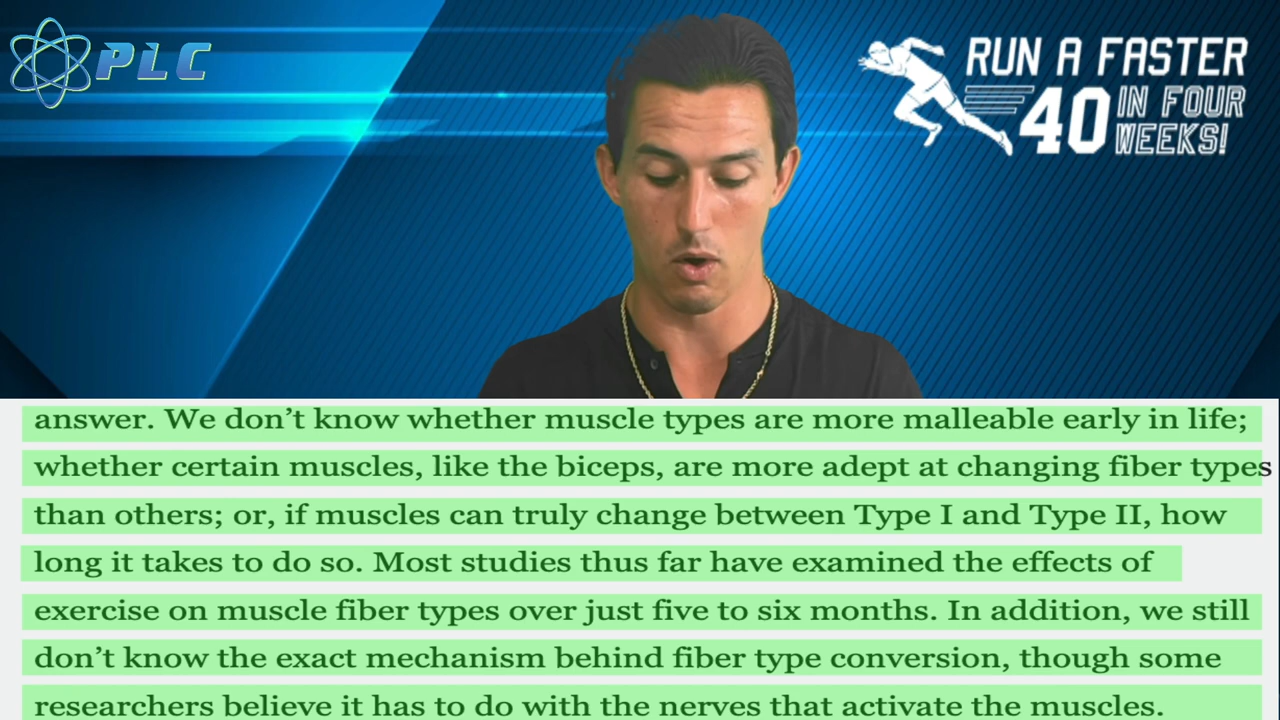 PLC
RUN A FASTER
40 IN FOUR
WEEKS!
answer. We don’t know whether muscle types are more malleable early in life;
whether certain muscles, like the biceps, are more adept at changing fiber types
than others; or, if muscles can truly change between Type I and Type II, how
long it takes to do so. Most studies thus far have examined the effects of
exercise on muscle fiber types over just five to six months. In addition, we still
don’t know the exact mechanism behind fiber type conversion, though some
researchers believe it has to do with the nerves that activate the muscles.